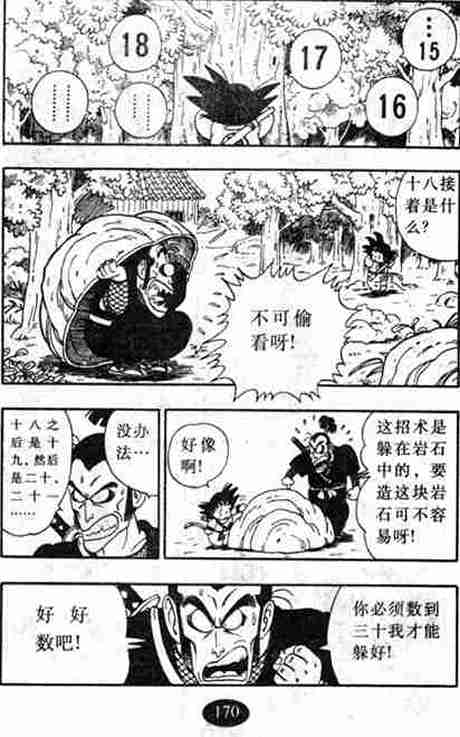 ⋮
15
16
17
18
⋮
⋮
十八接
着是什
么?
不可偷
看呀!
这招术是
躲在岩石
中的，要
造这块岩
石可不容
易呀!
好像
啊!
没办
法…
十八之
后是十
九，然后
是二十、
二十一
……
你必须数到
三十我才能
躲好!
好好
数吧!
170